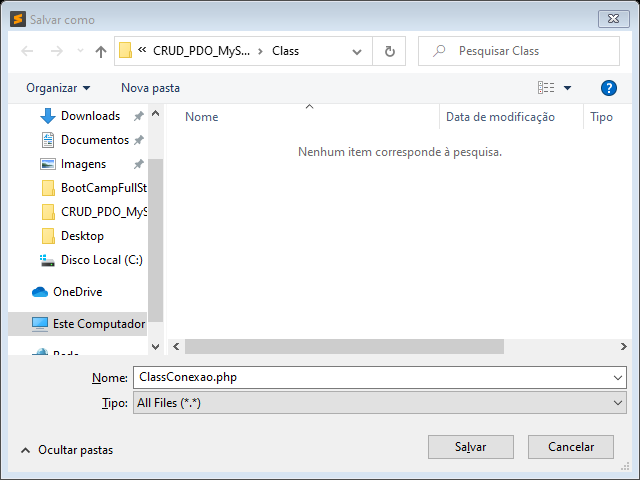 Salvar como
« CRUD_PDO_MyS... › Class
Pesquisar Class
Organizar
Nova pasta
Downloads
Documentos
Imagens
BootCampFullSt
CRUD_PDO_MyS
Desktop
Disco Local (C:)
OneDrive
Este Computador
Rede
Nome
Data de modificação
Tipo
Nenhum item corresponde à pesquisa.
Nome: ClassConexao.php
Tipo: All Files (*.*)
Ocultar pastas
Salvar
Cancelar